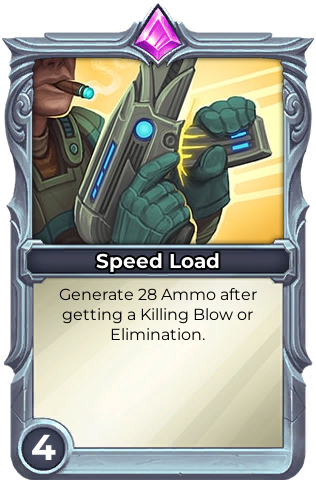 Speed Load
Generate 28 Ammo after
getting a Killing Blow or
Elimination.
4